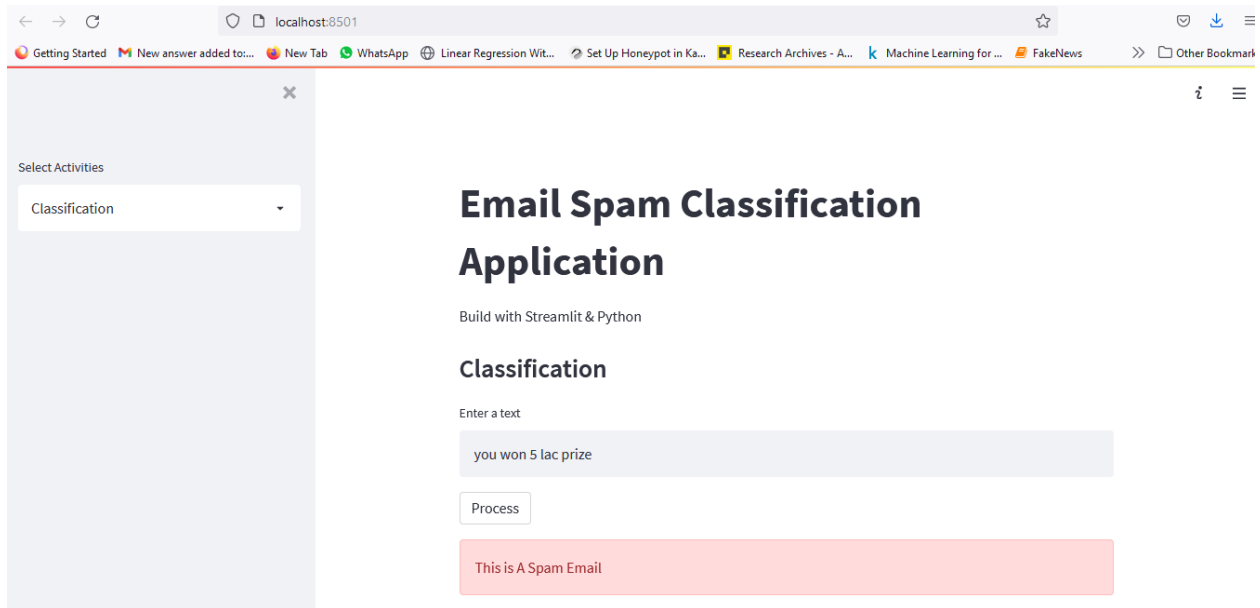 localhost:8501
Getting Started M New answer added to:... New Tab WhatsApp Linear Regression Wit... Set Up Honeypot in Ka... Research Archives - A... k Machine Learning for ... FakeNews Other Bookmark
Select Activities
Classification
Email Spam Classification
Application
Build with Streamlit & Python
Classification
Enter a text
you won 5 lac prize
Process
This is A Spam Email